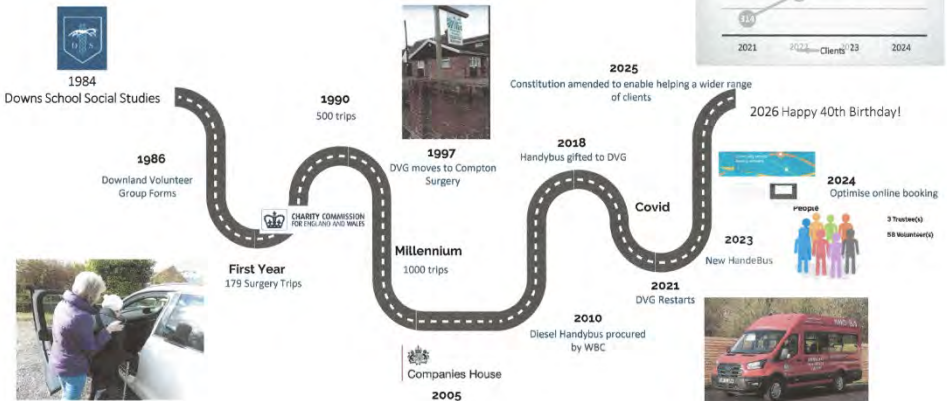 314
2021
2022
Clients
23
2024
1984
Downs School Social Studies
1986
Downland Volunteer
Group Forms
First Year
179 Surgery Trips
CHARITY COMMISSION
FOR ENGLAND AND WALES
1990
500 trips
1997
DVG moves to Compton
Surgery
Millennium
1000 trips
Companies House
2005
2010
Diesel Handybus procured
by WBC
2018
Handybus gifted to DVG
Covid
2021
DVG Restarts
2023
New HandeBus
2024
Optimise online booking
People
3 Trustee(s)
58 Volunteer(s)
2025
Constitution amended to enable helping a wider range
of clients
2026 Happy 40th Birthday!